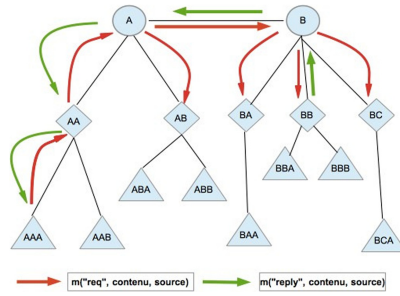 A
B
AA
AB
BA
BB
BC
ABA
ABB
BBA
BBB
AAA
AAB
BAA
BCA
m("req", contenu, source)
m("reply", contenu, source)